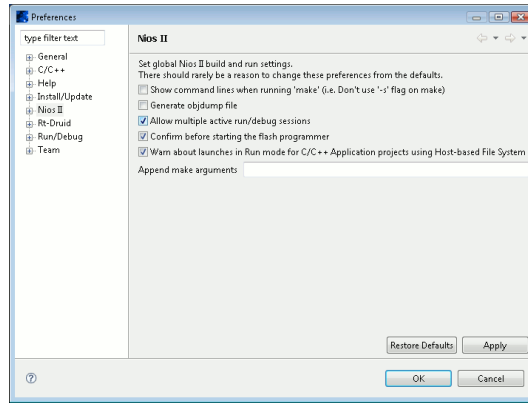 Preferences
type filter text
General
C/C++
Help
Install/Update
Nios II
Rt-Druid
Run/Debug
Team
Nios II
Set global Nios II build and run settings.
There should rarely be a reason to change these preferences from the defaults.
Show command lines when running 'make' (i.e. Don't use '-s' flag on make)
Generate objdump file
Allow multiple active run/debug sessions
Confirm before starting the flash programmer
Warn about launches in Run mode for C/C++ Application projects using Host-based File System
Append make arguments
Restore Defaults
Apply
?
OK
Cancel